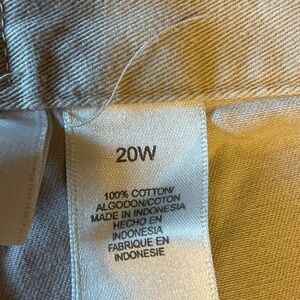 20W
100% COTTON/
ALGODON/COTON
MADE IN INDONESIA
HECHO EN
INDONESIA
FABRIQUE EN
INDONESIE